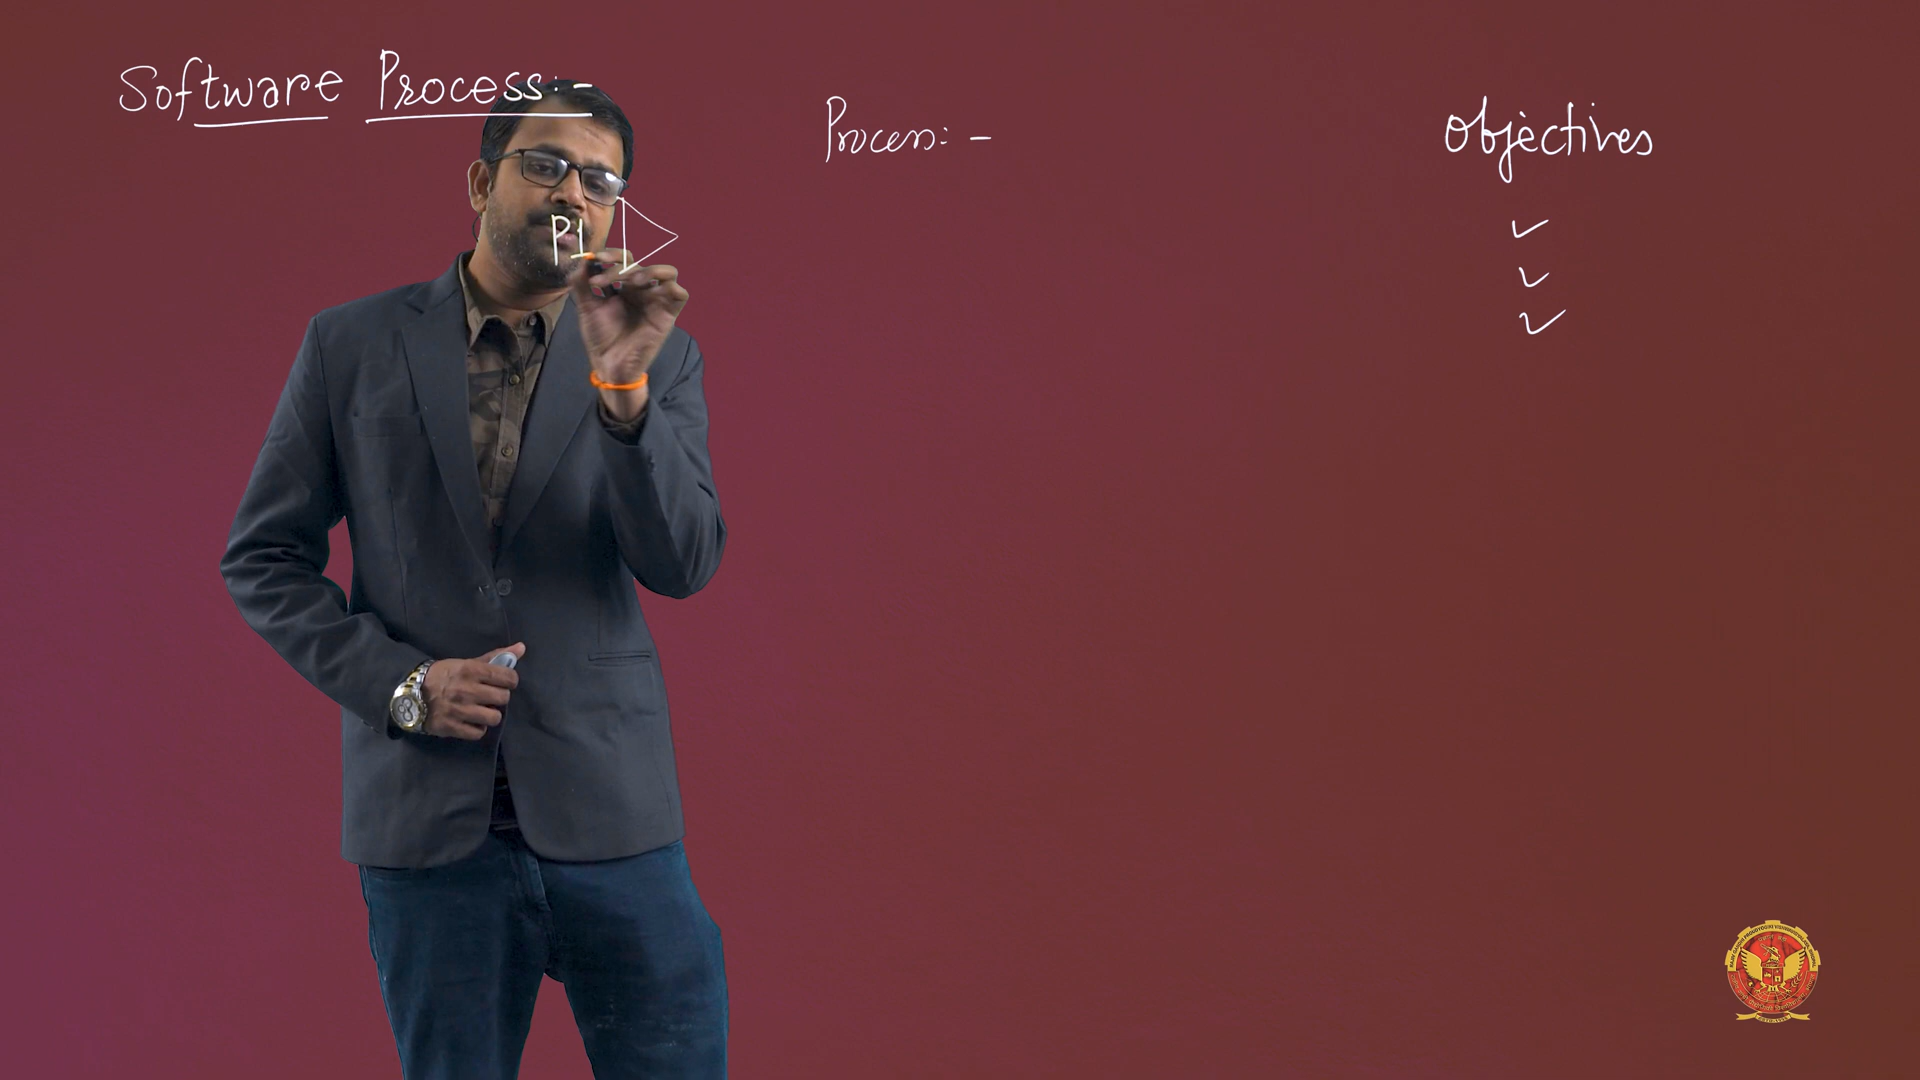 Software Process:-
Process:-
Objectives
P1